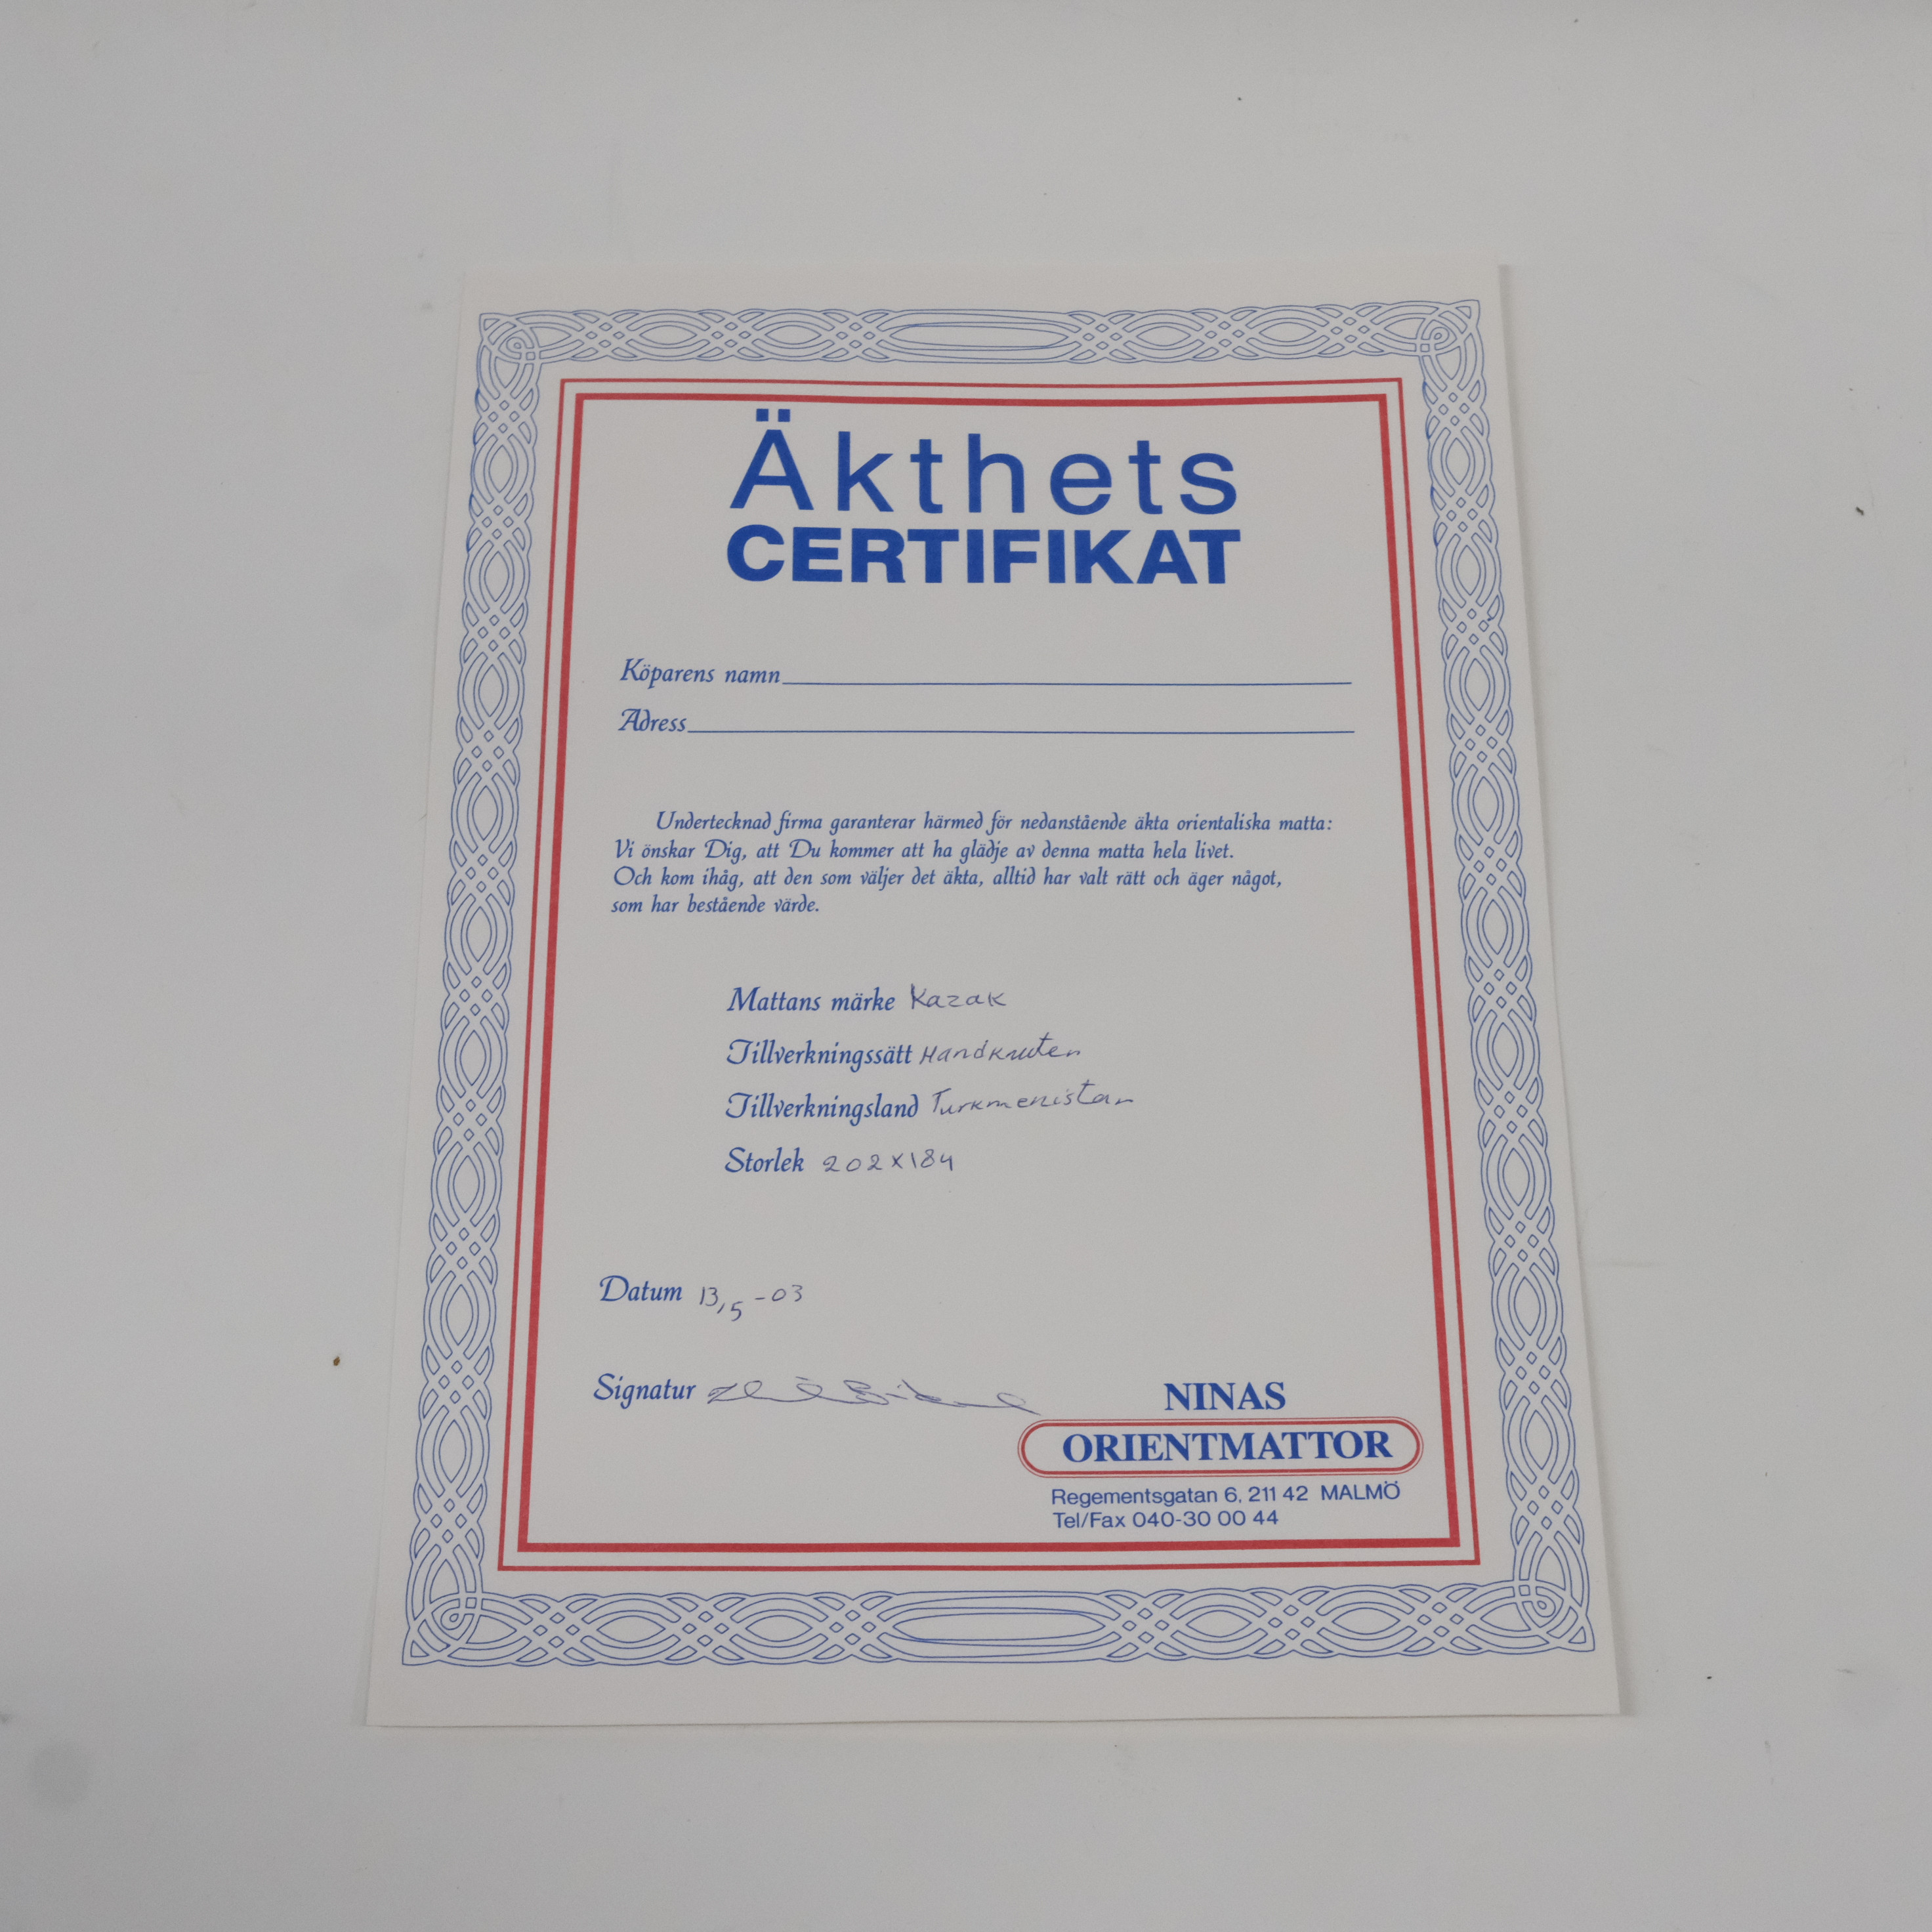 Äkthets
CERTIFIKAT
Köparens namn
Adress
Undertecknad firma garanterar härmed för nedanstående äkta orientaliska matta:
Vi önskar Dig, att Du kommer att ha glädje av denna matta hela livet.
Och kom ihåg, att den som väljer det äkta, alltid har valt rätt och äger något,
som har bestående värde.
Mattans märke Kazak
Tillverkningssätt Handknuten
Tillverkningsland Turkmenistan
Storlek 202x184
Datum 13/5-03
Signatur
NINAS
ORIENTMATTOR
Regementsgatan 6, 211 42 MALMÖ
Tel/Fax 040-30 00 44